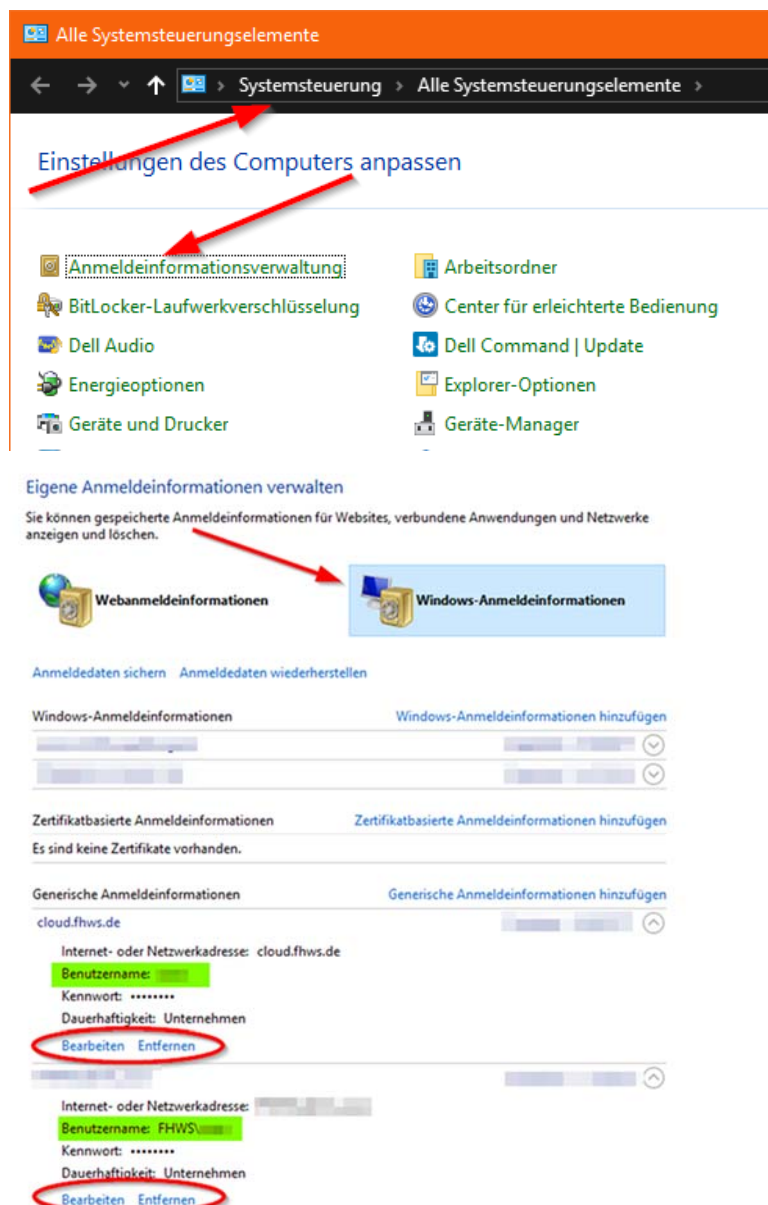 Alle Systemsteuerungselemente
Systemsteuerung > Alle Systemsteuerungselemente >
Einstellungen des Computers anpassen
Anmeldeinformationsverwaltung Arbeitsordner
BitLocker-Laufwerkverschlüsselung Center für erleichterte Bedienung
Dell Audio Dell Command | Update
Energieoptionen Explorer-Optionen
Geräte und Drucker Geräte-Manager
Eigene Anmeldeinformationen verwalten
Sie können gespeicherte Anmeldeinformationen für Websites, verbundene Anwendungen und Netzwerke
anzeigen und löschen.
Webanmeldeinformationen Windows-Anmeldeinformationen
Anmeldedaten sichern Anmeldedaten wiederherstellen
Windows-Anmeldeinformationen Windows-Anmeldeinformationen hinzufügen
Zertifikatbasierte Anmeldeinformationen Zertifikatbasierte Anmeldeinformationen hinzufügen
Es sind keine Zertifikate vorhanden.
Generische Anmeldeinformationen Generische Anmeldeinformationen hinzufügen
cloud.fhws.de
Internet- oder Netzwerkadresse: cloud.fhws.de
Benutzername:
Kennwort: ••••••••
Dauerhaftigkeit: Unternehmen
Bearbeiten Entfernen
Internet- oder Netzwerkadresse:
Benutzername: FHWS\
Kennwort: ••••••••
Dauerhaftigkeit: Unternehmen
Bearbeiten Entfernen